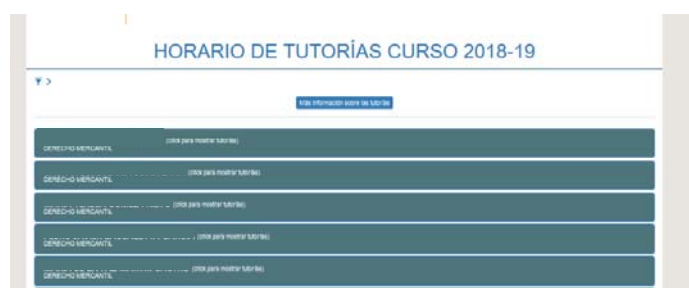 HORARIO DE TUTORÍAS CURSO 2018-19
Más información sobre las tutorías
(click para mostrar tutorías)
DERECHO MERCANTIL
(click para mostrar tutorías)
DERECHO MERCANTIL
(click para mostrar tutorías)
DERECHO MERCANTIL
(click para mostrar tutorías)
DERECHO MERCANTIL
(click para mostrar tutorías)
DERECHO MERCANTIL